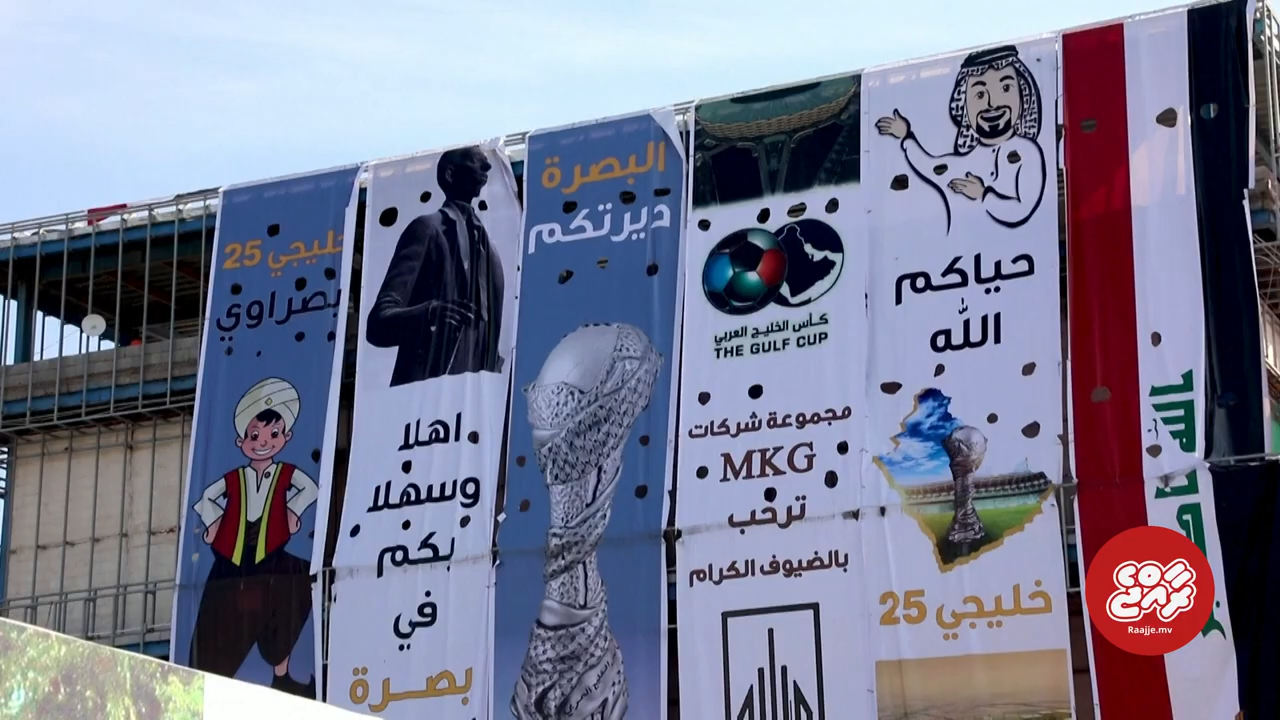 خليجي 25
بصراوي
اهلا
وسهلا
بكم
في
بصرة
البصرة
ديرتكم
كأس الخليج العربي
THE GULF CUP
مجموعة شركات
MKG
ترحب
بالضيوف الكرام
حياكم
الله
خليجي 25
الله
Raajje.mv